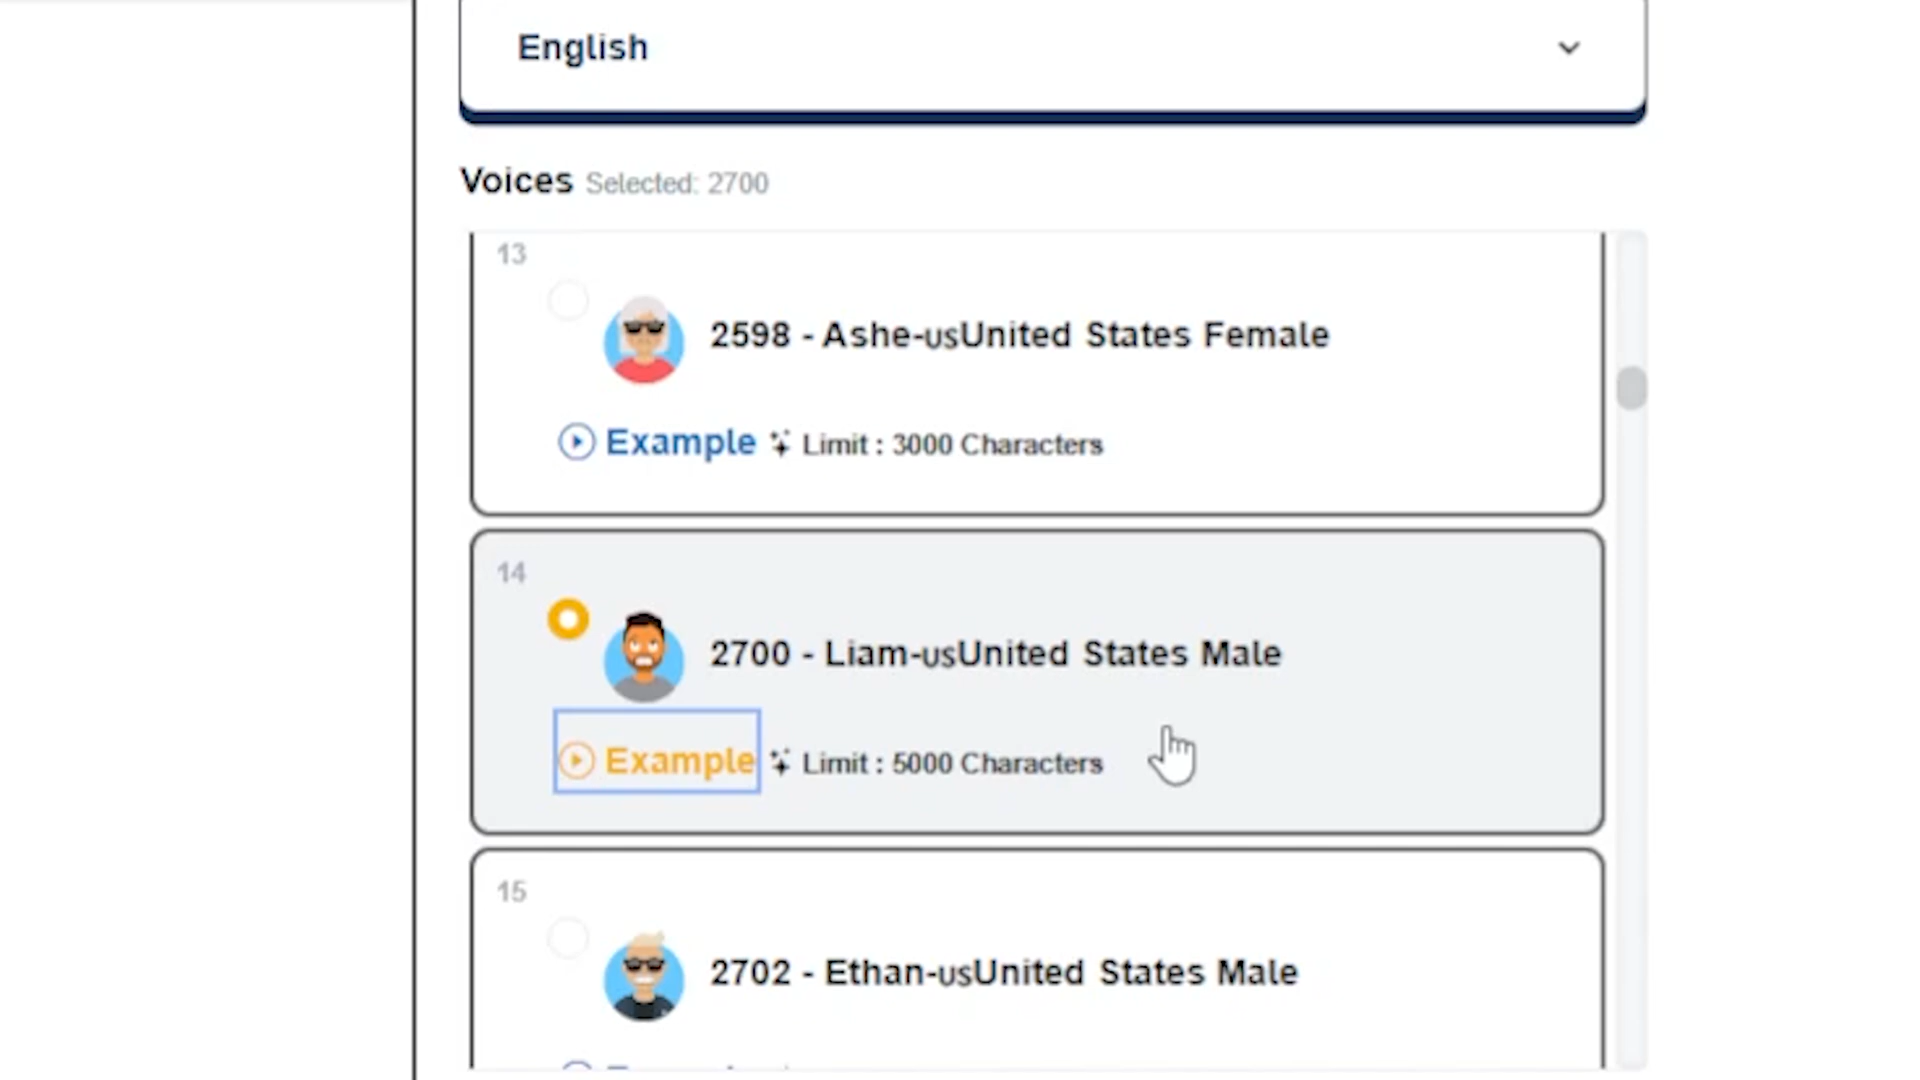 English
Voices Selected: 2700
13
2598 - Ashe-usUnited States Female
Example Limit : 3000 Characters
14
2700 - Liam-usUnited States Male
Example Limit : 5000 Characters
15
2702 - Ethan-usUnited States Male